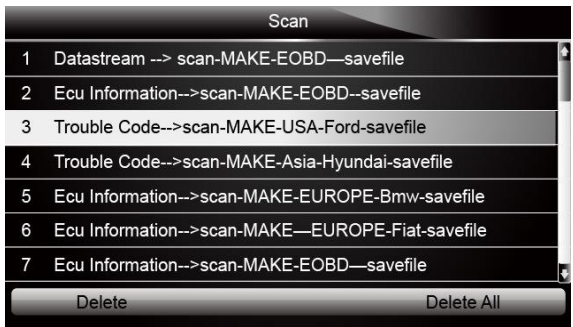 Scan
1 Datastream --> scan-MAKE-EOBD—savefile
2 Ecu Information-->scan-MAKE-EOBD--savefile
3 Trouble Code-->scan-MAKE-USA-Ford-savefile
4 Trouble Code-->scan-MAKE-Asia-Hyundai-savefile
5 Ecu Information-->scan-MAKE-EUROPE-Bmw-savefile
6 Ecu Information-->scan-MAKE—EUROPE-Fiat-savefile
7 Ecu Information-->scan-MAKE-EOBD—savefile
Delete Delete All